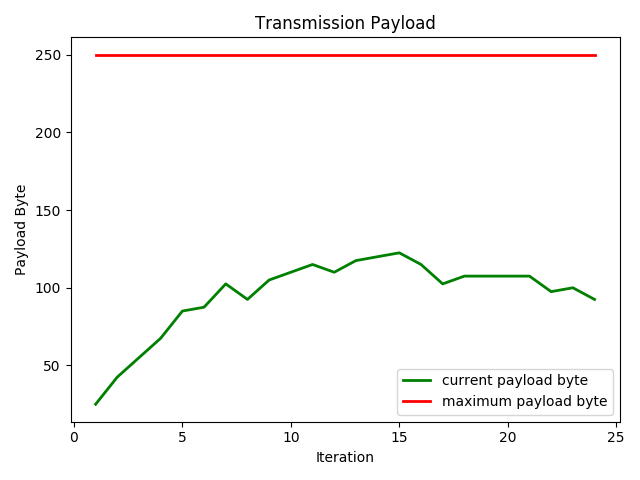 Transmission Payload
250
200
150
100
50
Payload Byte
0
5
10
15
20
25
Iteration
current payload byte
maximum payload byte